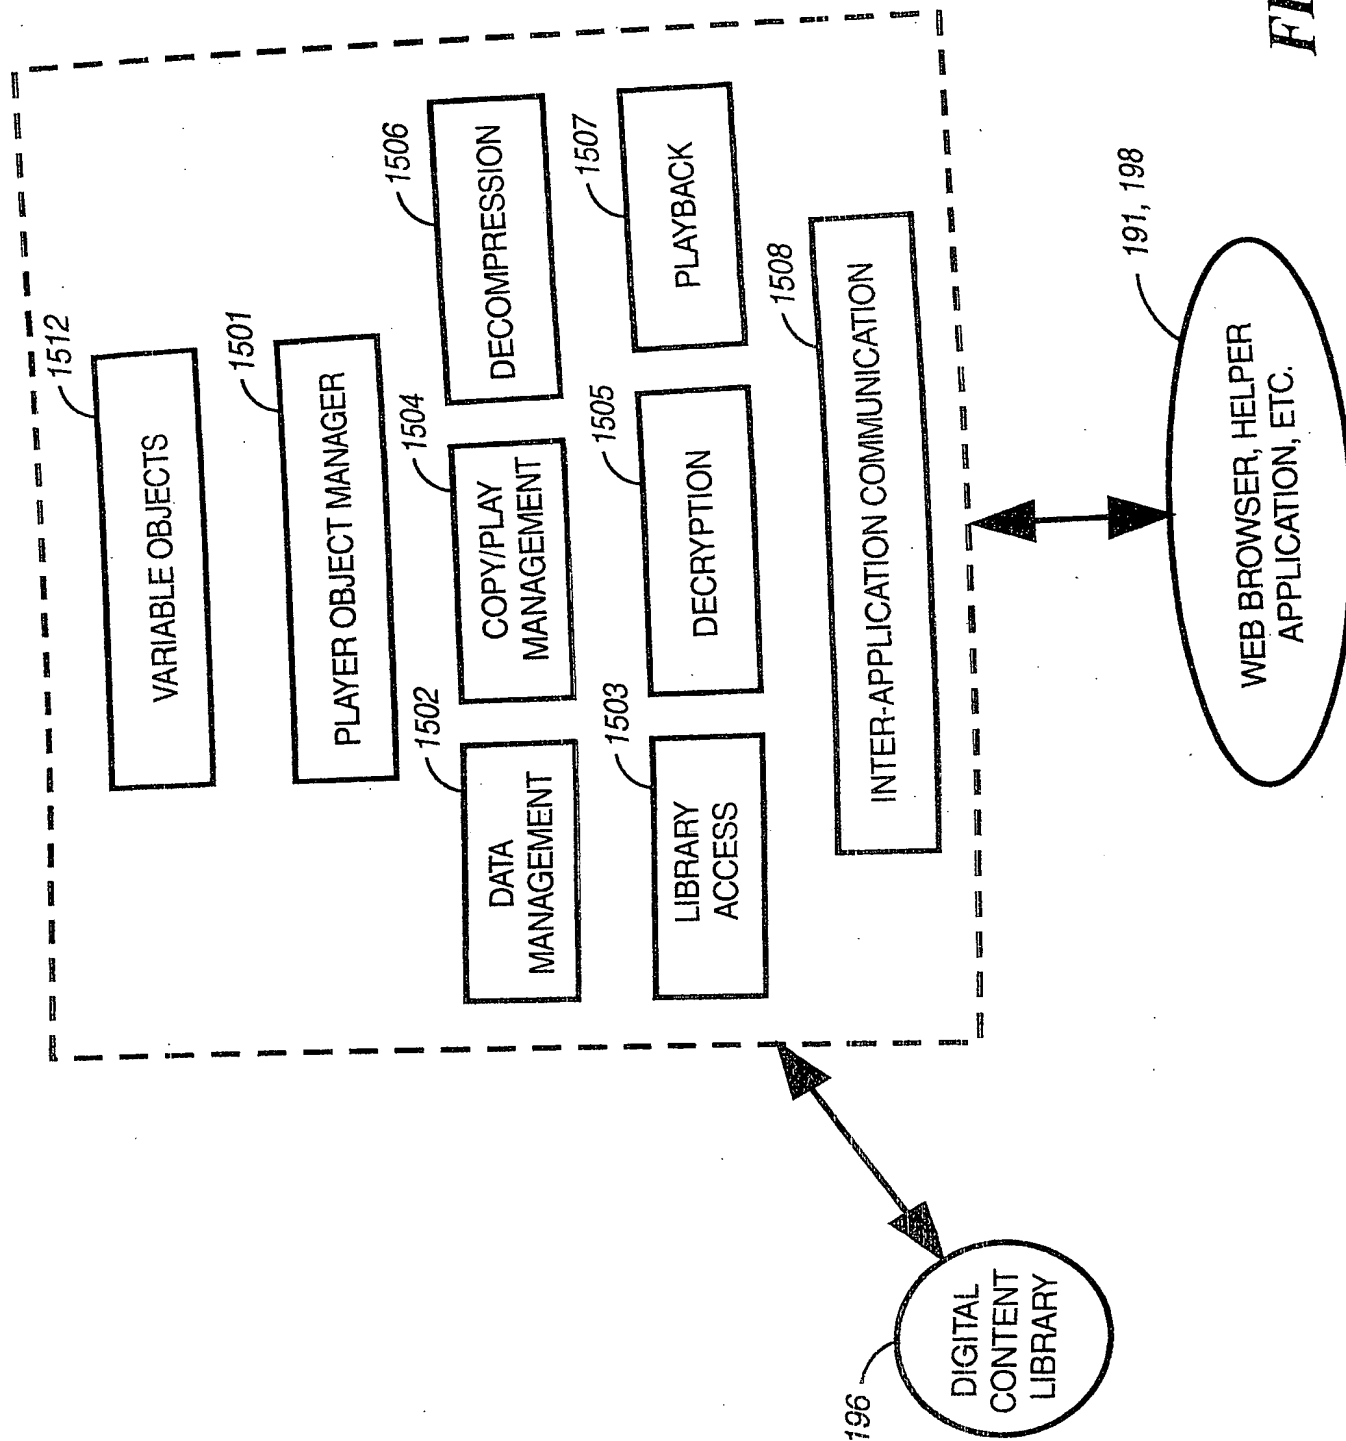 1512
VARIABLE OBJECTS
1501
PLAYER OBJECT MANAGER
1502
DATA
MANAGEMENT
1504
COPY/PLAY
MANAGEMENT
1506
DECOMPRESSION
1503
LIBRARY
ACCESS
1505
DECRYPTION
1507
PLAYBACK
1508
INTER-APPLICATION COMMUNICATION
196
DIGITAL
CONTENT
LIBRARY
191, 198
WEB BROWSER, HELPER
APPLICATION, ETC.